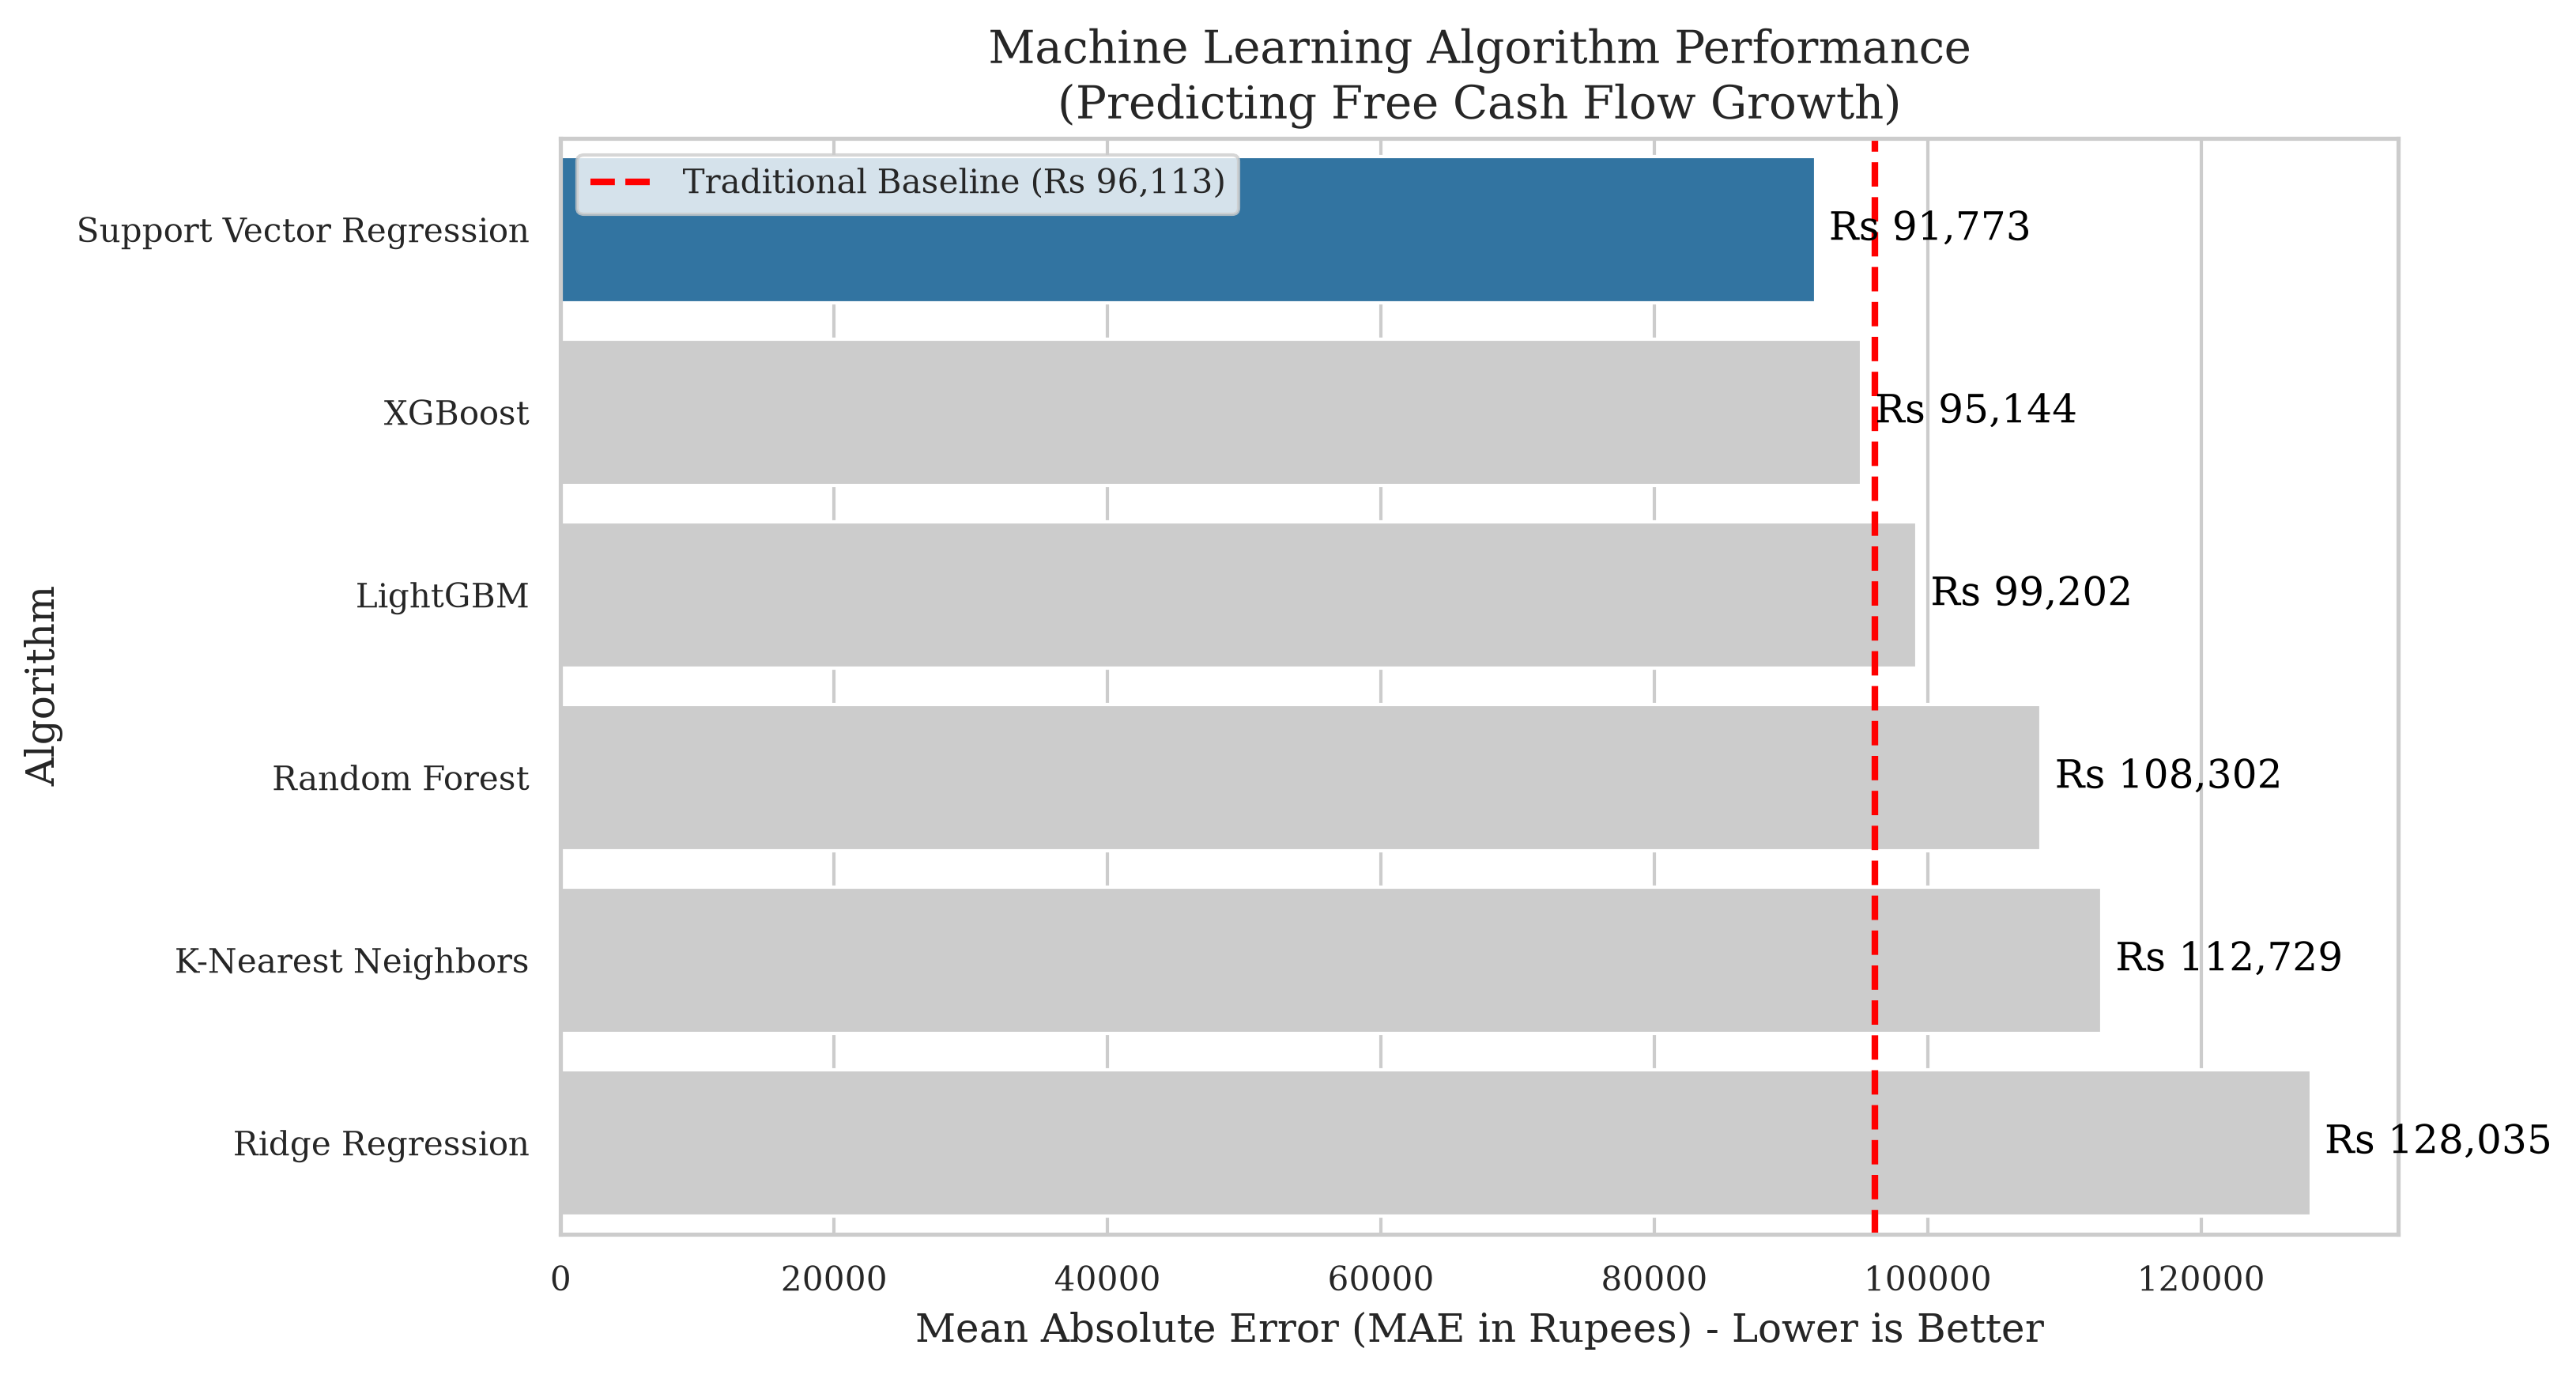 Machine Learning Algorithm Performance
(Predicting Free Cash Flow Growth)
Traditional Baseline (Rs 96,113)
Support Vector Regression
Rs 91,773
XGBoost
Rs 95,144
LightGBM
Rs 99,202
Random Forest
Rs 108,302
K-Nearest Neighbors
Rs 112,729
Ridge Regression
Rs 128,035
Algorithm
0 20000 40000 60000 80000 100000 120000
Mean Absolute Error (MAE in Rupees) - Lower is Better